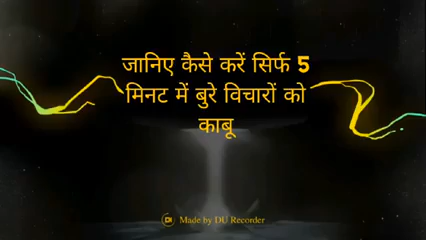 जानिए कैसे करें सिर्फ 5
मिनट में बुरे विचारों को
काबू
Made by DU Recorder